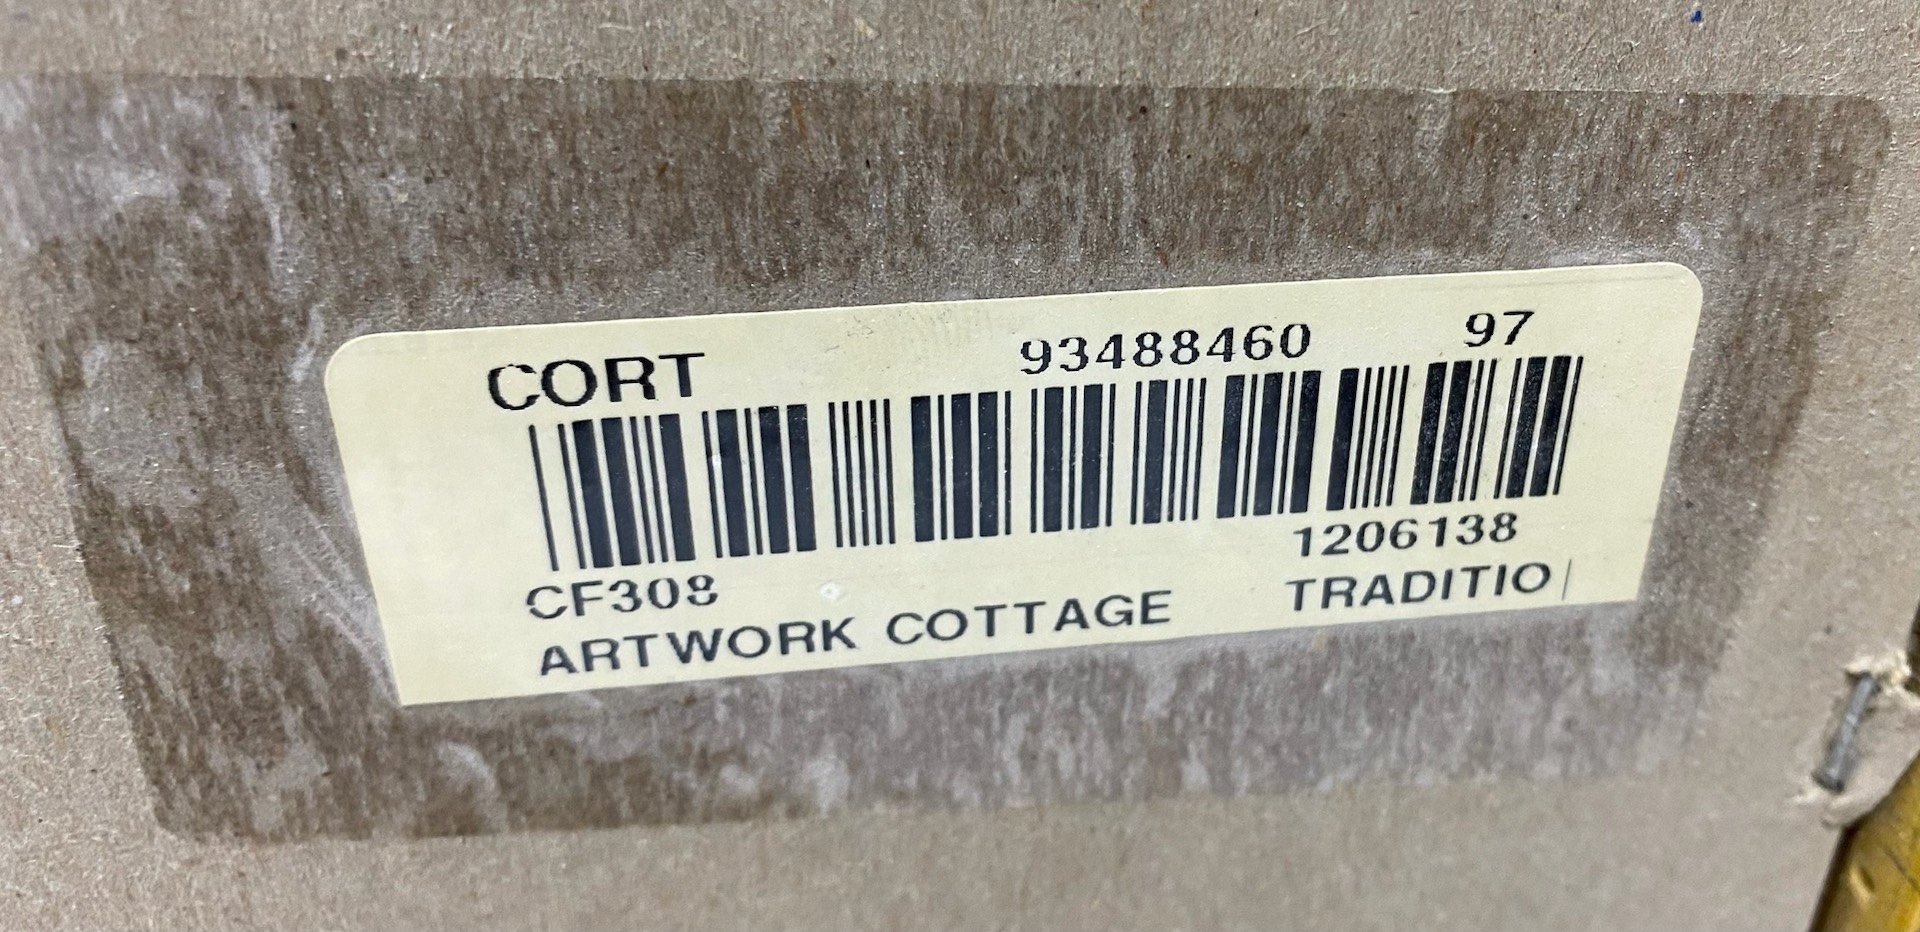 CORT 93488460 97
CF308 1206138
ARTWORK COTTAGE TRADITIO